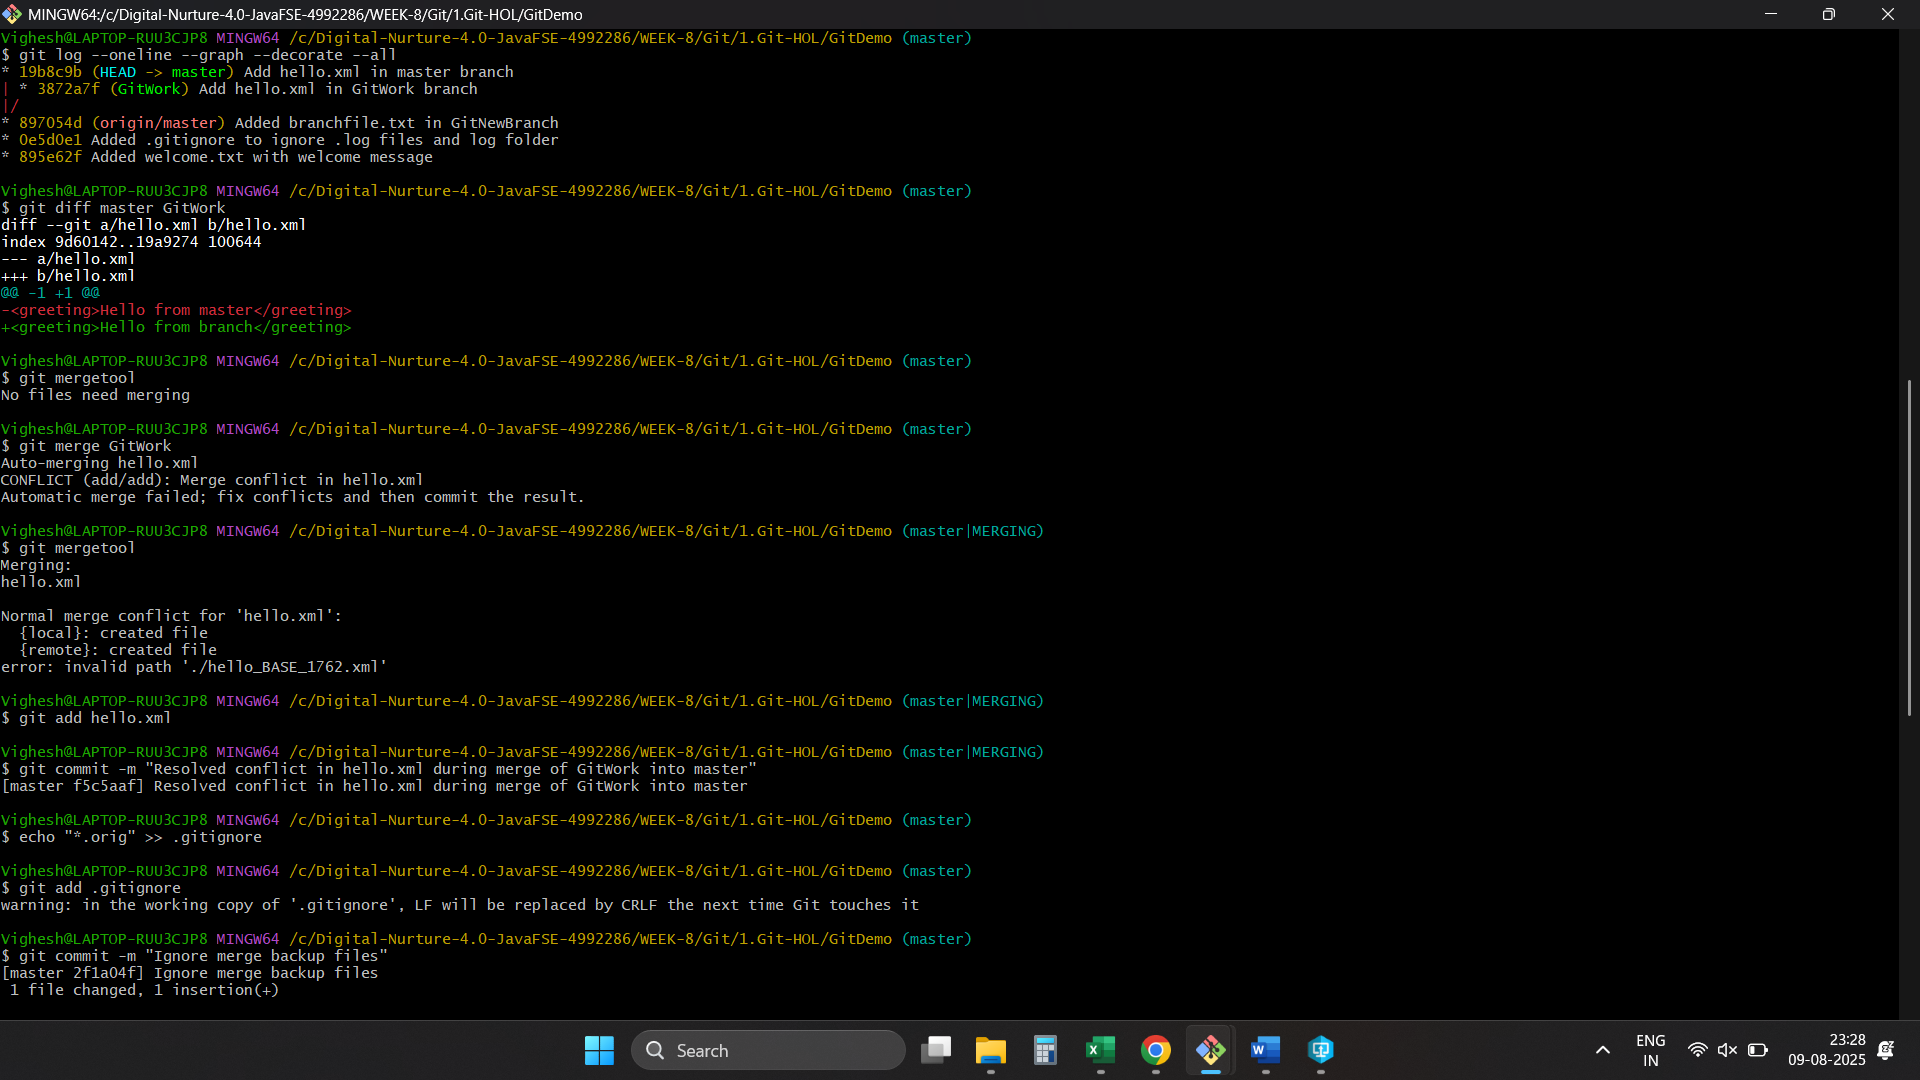 MINGW64:/c/Digital-Nurture-4.0-JavaFSE-4992286/WEEK-8/Git/1.Git-HOL/GitDemo
Vighesh@LAPTOP-RUU3CJP8 MINGW64 /c/Digital-Nurture-4.0-JavaFSE-4992286/WEEK-8/Git/1.Git-HOL/GitDemo (master)
$ git log --oneline --graph --decorate --all
* 19b8c9b (HEAD -> master) Add hello.xml in master branch
| * 3872a7f (GitWork) Add hello.xml in GitWork branch
|/
* 897054d (origin/master) Added branchfile.txt in GitNewBranch
* 0e5d0e1 Added .gitignore to ignore .log files and log folder
* 895e62f Added welcome.txt with welcome message
Vighesh@LAPTOP-RUU3CJP8 MINGW64 /c/Digital-Nurture-4.0-JavaFSE-4992286/WEEK-8/Git/1.Git-HOL/GitDemo (master)
$ git diff master GitWork
diff --git a/hello.xml b/hello.xml
index 9d60142..19a9274 100644
--- a/hello.xml
+++ b/hello.xml
@@ -1 +1 @@
-<greeting>Hello from master</greeting>
+<greeting>Hello from branch</greeting>
Vighesh@LAPTOP-RUU3CJP8 MINGW64 /c/Digital-Nurture-4.0-JavaFSE-4992286/WEEK-8/Git/1.Git-HOL/GitDemo (master)
$ git mergetool
No files need merging
Vighesh@LAPTOP-RUU3CJP8 MINGW64 /c/Digital-Nurture-4.0-JavaFSE-4992286/WEEK-8/Git/1.Git-HOL/GitDemo (master)
$ git merge GitWork
Auto-merging hello.xml
CONFLICT (add/add): Merge conflict in hello.xml
Automatic merge failed; fix conflicts and then commit the result.
Vighesh@LAPTOP-RUU3CJP8 MINGW64 /c/Digital-Nurture-4.0-JavaFSE-4992286/WEEK-8/Git/1.Git-HOL/GitDemo (master|MERGING)
$ git mergetool
Merging:
hello.xml
Normal merge conflict for 'hello.xml':
  {local}: created file
  {remote}: created file
error: invalid path './hello_BASE_1762.xml'
Vighesh@LAPTOP-RUU3CJP8 MINGW64 /c/Digital-Nurture-4.0-JavaFSE-4992286/WEEK-8/Git/1.Git-HOL/GitDemo (master|MERGING)
$ git add hello.xml
Vighesh@LAPTOP-RUU3CJP8 MINGW64 /c/Digital-Nurture-4.0-JavaFSE-4992286/WEEK-8/Git/1.Git-HOL/GitDemo (master|MERGING)
$ git commit -m "Resolved conflict in hello.xml during merge of GitWork into master"
[master f5c5aaf] Resolved conflict in hello.xml during merge of GitWork into master
Vighesh@LAPTOP-RUU3CJP8 MINGW64 /c/Digital-Nurture-4.0-JavaFSE-4992286/WEEK-8/Git/1.Git-HOL/GitDemo (master)
$ echo "*.orig" >> .gitignore
Vighesh@LAPTOP-RUU3CJP8 MINGW64 /c/Digital-Nurture-4.0-JavaFSE-4992286/WEEK-8/Git/1.Git-HOL/GitDemo (master)
$ git add .gitignore
warning: in the working copy of '.gitignore', LF will be replaced by CRLF the next time Git touches it
Vighesh@LAPTOP-RUU3CJP8 MINGW64 /c/Digital-Nurture-4.0-JavaFSE-4992286/WEEK-8/Git/1.Git-HOL/GitDemo (master)
$ git commit -m "Ignore merge backup files"
[master 2f1a04f] Ignore merge backup files
 1 file changed, 1 insertion(+)
Search
ENG
IN
23:28
09-08-2025